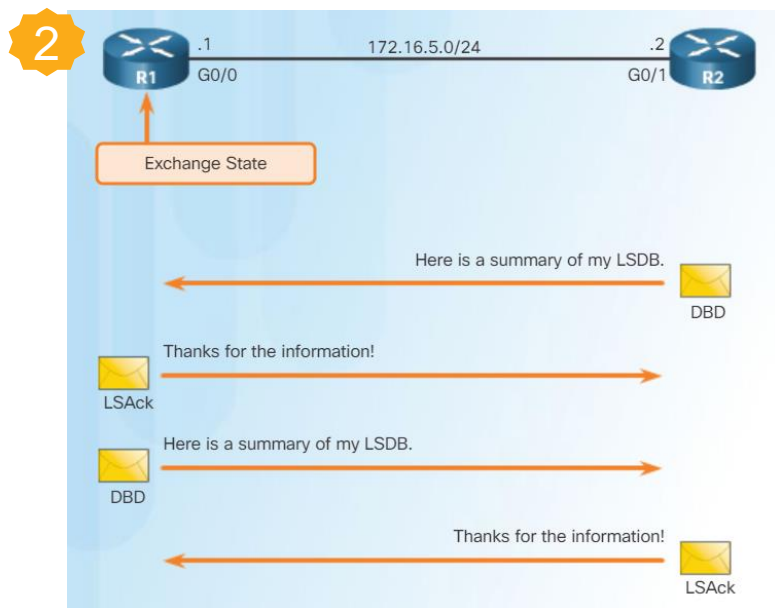 2
.1
172.16.5.0/24
.2
R1
G0/0
G0/1
R2
Exchange State
Here is a summary of my LSDB.
DBD
Thanks for the information!
LSAck
Here is a summary of my LSDB.
DBD
Thanks for the information!
LSAck